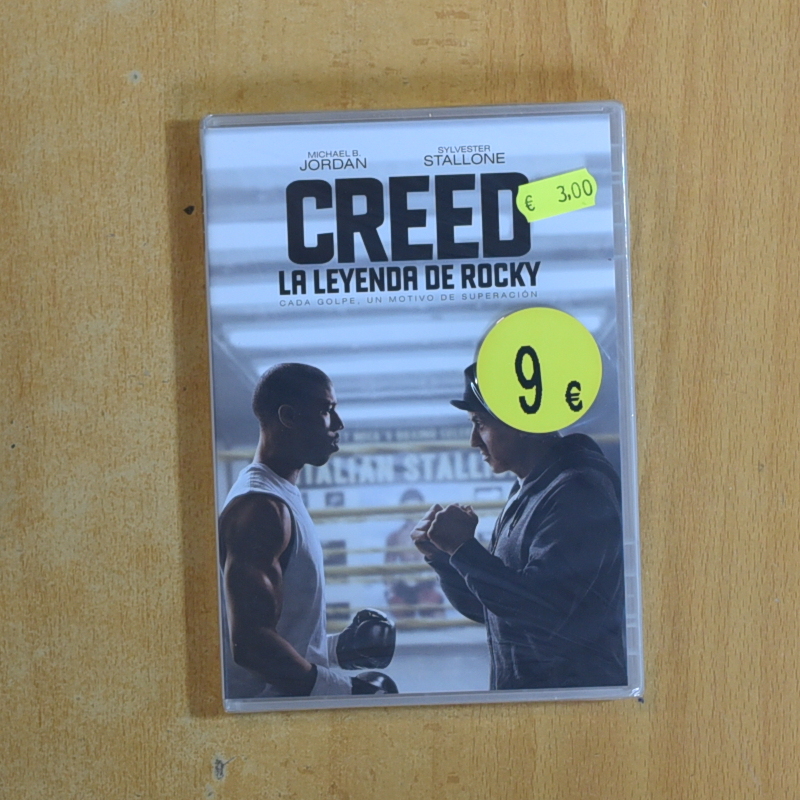 MICHAEL B. JORDAN
SYLVESTER STALLONE
CREED
€ 3,00
LA LEYENDA DE ROCKY
CADA GOLPE, UN MOTIVO DE SUPERACIÓN
9 €
ITALIAN STALLI